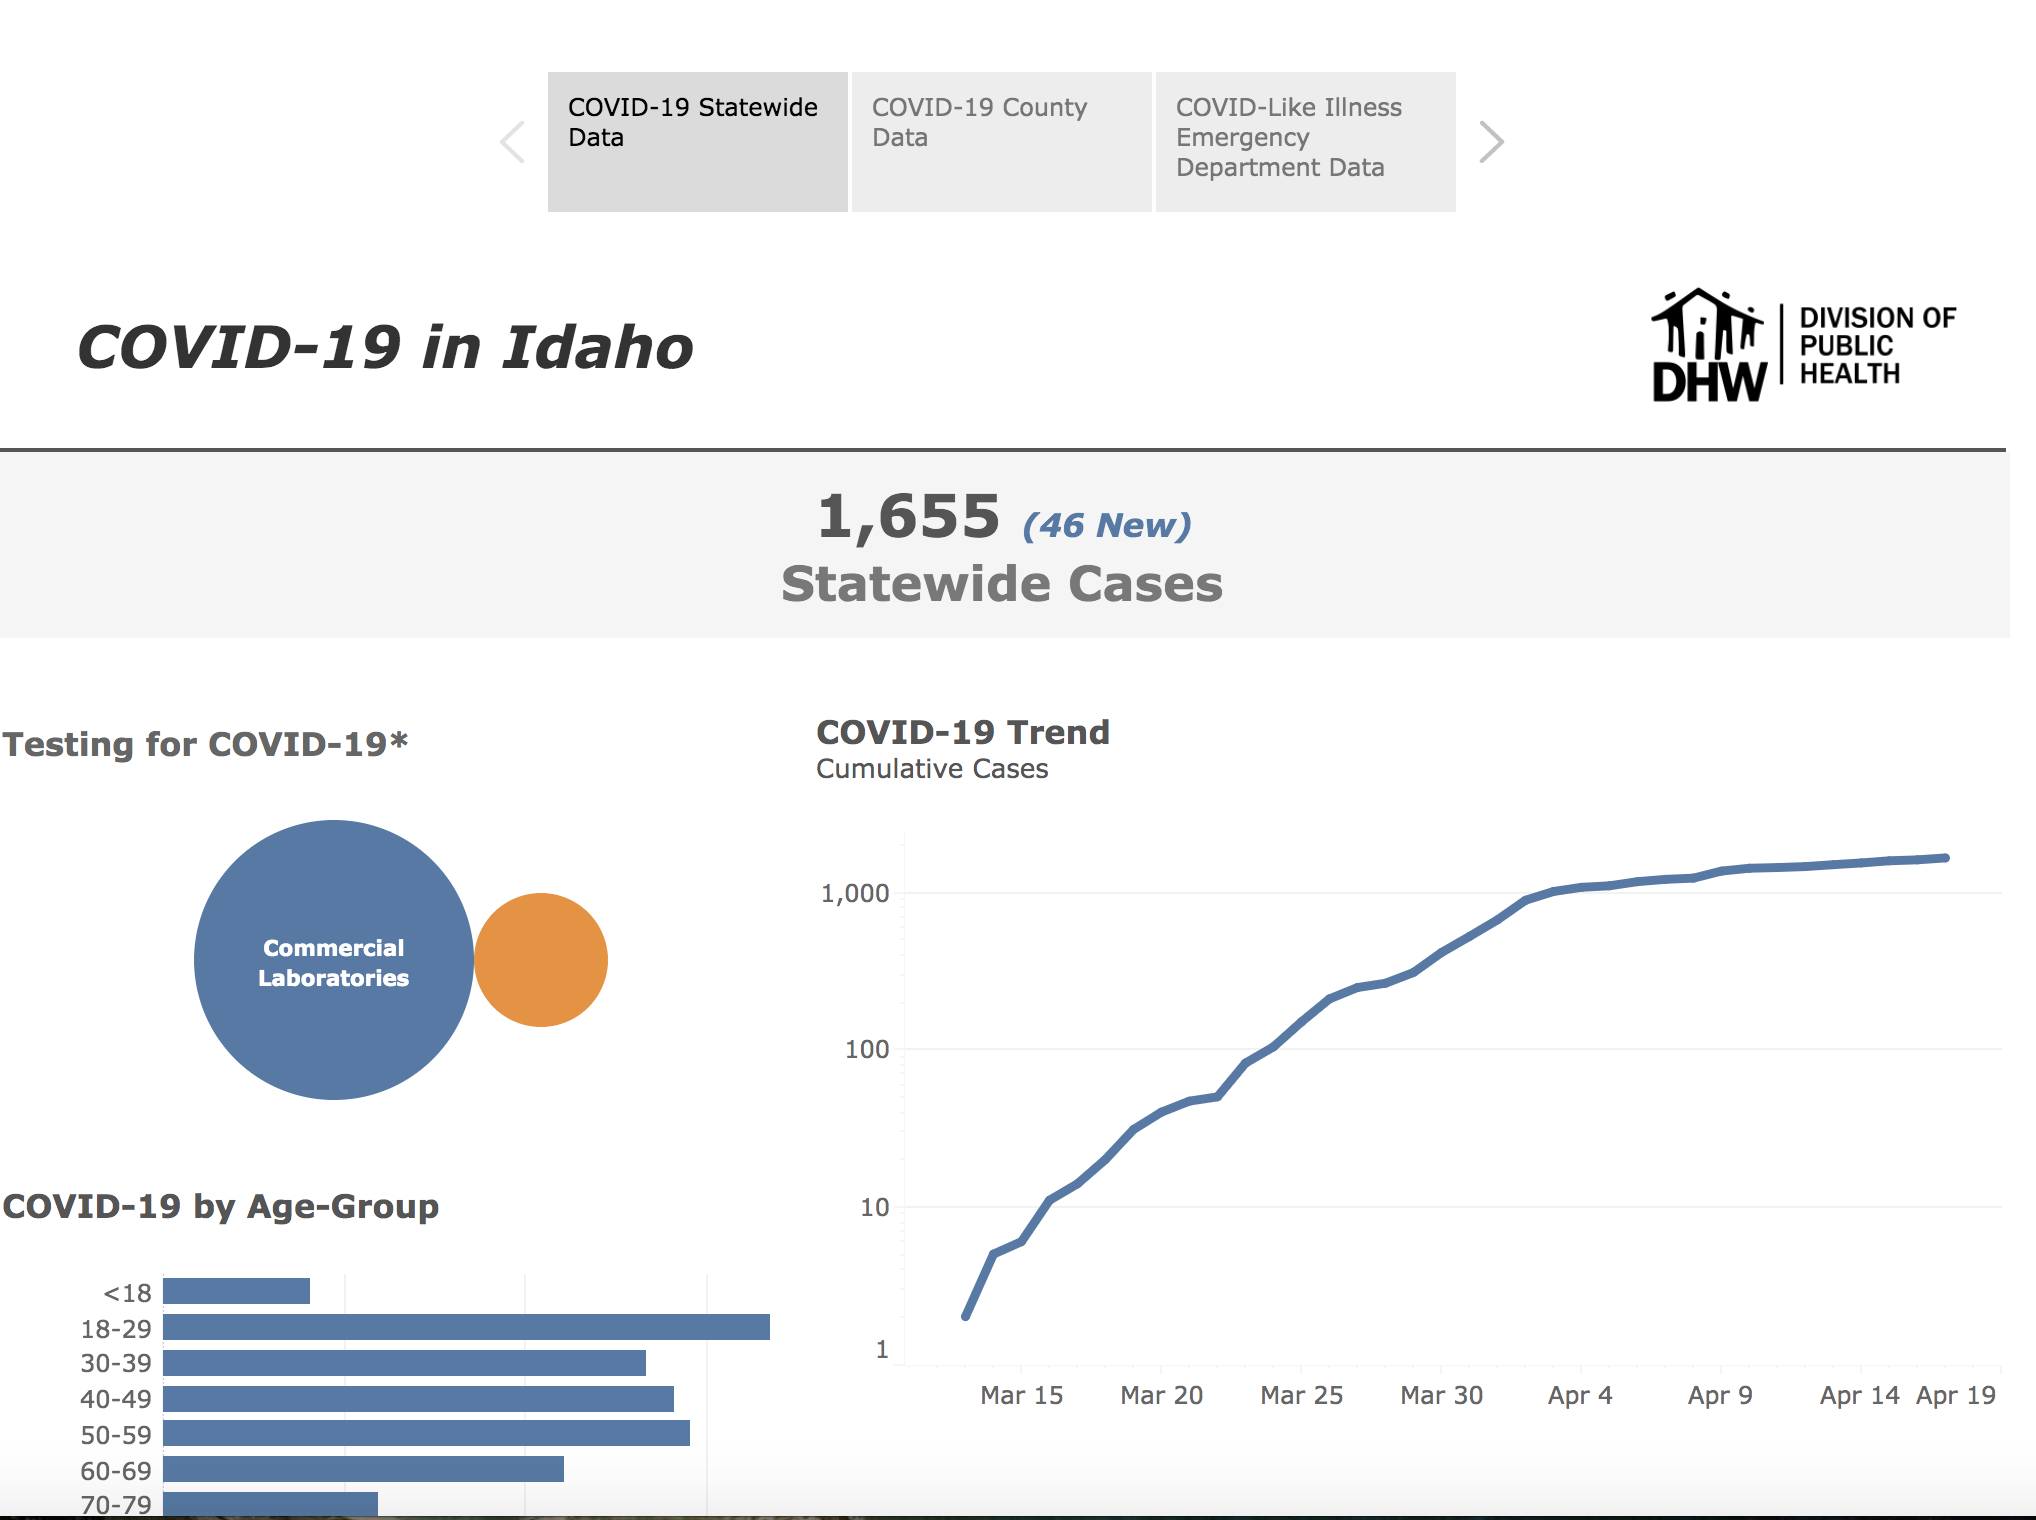 COVID-19 Statewide
Data
COVID-19 County
Data
COVID-Like Illness
Emergency
Department Data
COVID-19 in Idaho
DHW
DIVISION OF
PUBLIC
HEALTH
1,655 (46 New)
Statewide Cases
Testing for COVID-19*
Commercial
Laboratories
COVID-19 by Age-Group
<18
18-29
30-39
40-49
50-59
60-69
70-79
COVID-19 Trend
Cumulative Cases
1,000
100
10
1
Mar 15 Mar 20 Mar 25 Mar 30 Apr 4 Apr 9 Apr 14 Apr 19